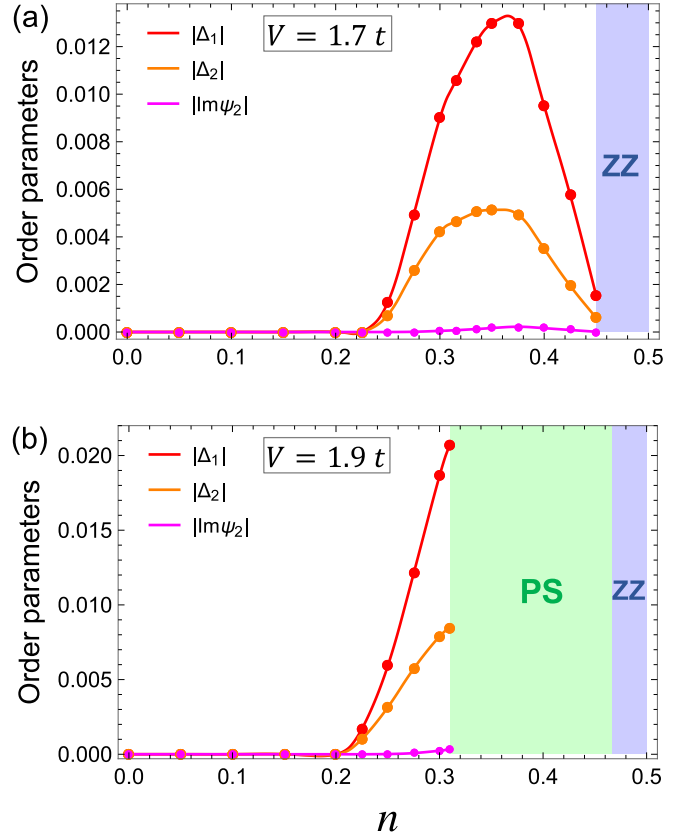 (a)
V = 1.7 t
|Δ₁|
|Δ₂|
|Imψ₂|
Order parameters
0.012
0.010
0.008
0.006
0.004
0.002
0.000
ZZ
0.0 0.1 0.2 0.3 0.4 0.5
(b)
V = 1.9 t
|Δ₁|
|Δ₂|
|Imψ₂|
Order parameters
0.020
0.015
0.010
0.005
0.000
PS
ZZ
0.0 0.1 0.2 0.3 0.4 0.5
n